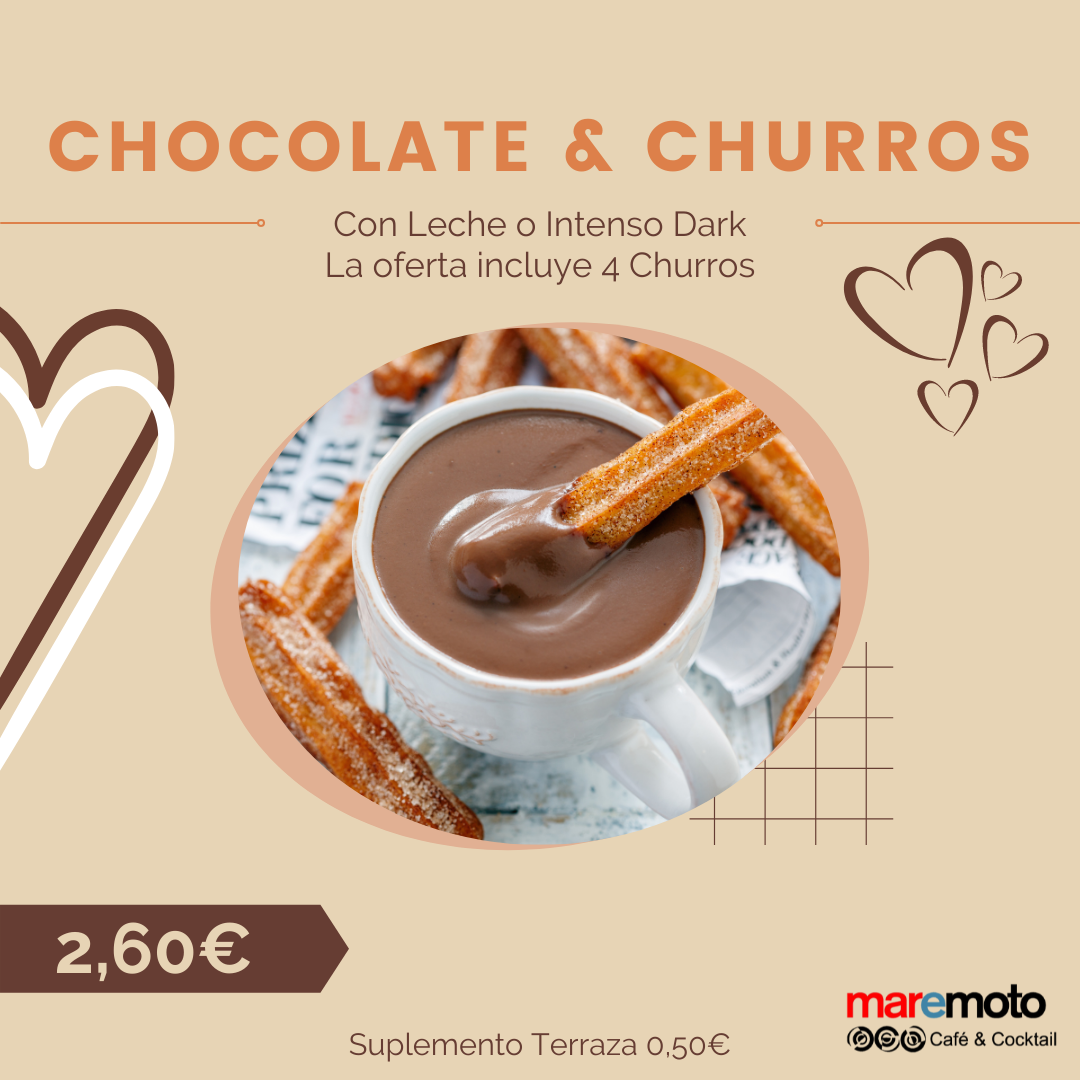 CHOCOLATE & CHURROS
Con Leche o Intenso Dark
La oferta incluye 4 Churros
FOR
2,60€
maremoto
Café & Cocktail
Suplemento Terraza 0,50€